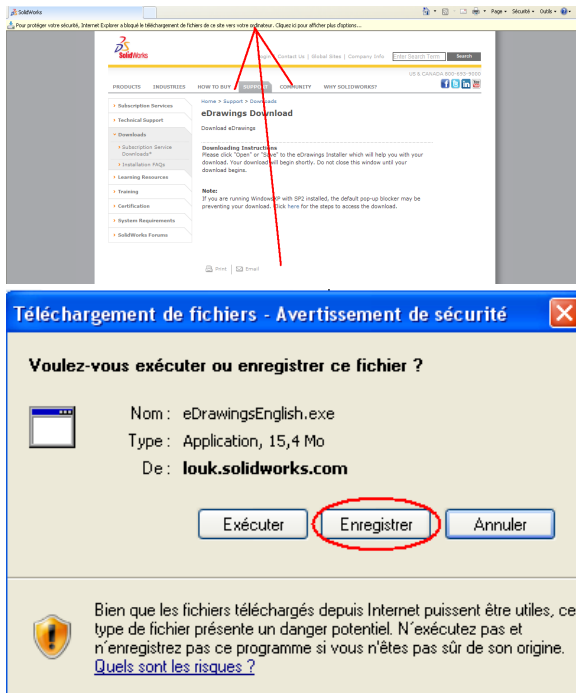 SolidWorks
Page ▾ Sécurité ▾ Outils ▾
Pour protéger votre sécurité, Internet Explorer a bloqué le téléchargement de fichiers de ce site vers votre ordinateur. Cliquez ici pour afficher plus d'options...
SolidWorks
Login | Contact Us | Global Sites | Company Info Enter Search Term Search
US & CANADA 800-693-9000
PRODUCTS INDUSTRIES HOW TO BUY SUPPORT COMMUNITY WHY SOLIDWORKS?
Subscription Services
Technical Support
Downloads
Subscription Service
Downloads*
Installation FAQs
Learning Resources
Training
Certification
System Requirements
SolidWorks Forums
Home > Support > Downloads
eDrawings Download
Download eDrawings
Downloading Instructions
Please click "Open" or "Save" to the eDrawings Installer which will help you with your
download. Your download will begin shortly. Do not close this window until your
download begins.
Note:
If you are running Windows XP with SP2 installed, the default pop-up blocker may be
preventing your download. Click here for the steps to access the download.
Print | Email
Téléchargement de fichiers - Avertissement de sécurité
Voulez-vous exécuter ou enregistrer ce fichier ?
Nom : eDrawingsEnglish.exe
Type : Application, 15,4 Mo
De : louk.solidworks.com
Exécuter Enregistrer Annuler
Bien que les fichiers téléchargés depuis Internet puissent être utiles, ce
type de fichier présente un danger potentiel. N´exécutez pas et
n´enregistrez pas ce programme si vous n'êtes pas sûr de son origine.
Quels sont les risques ?